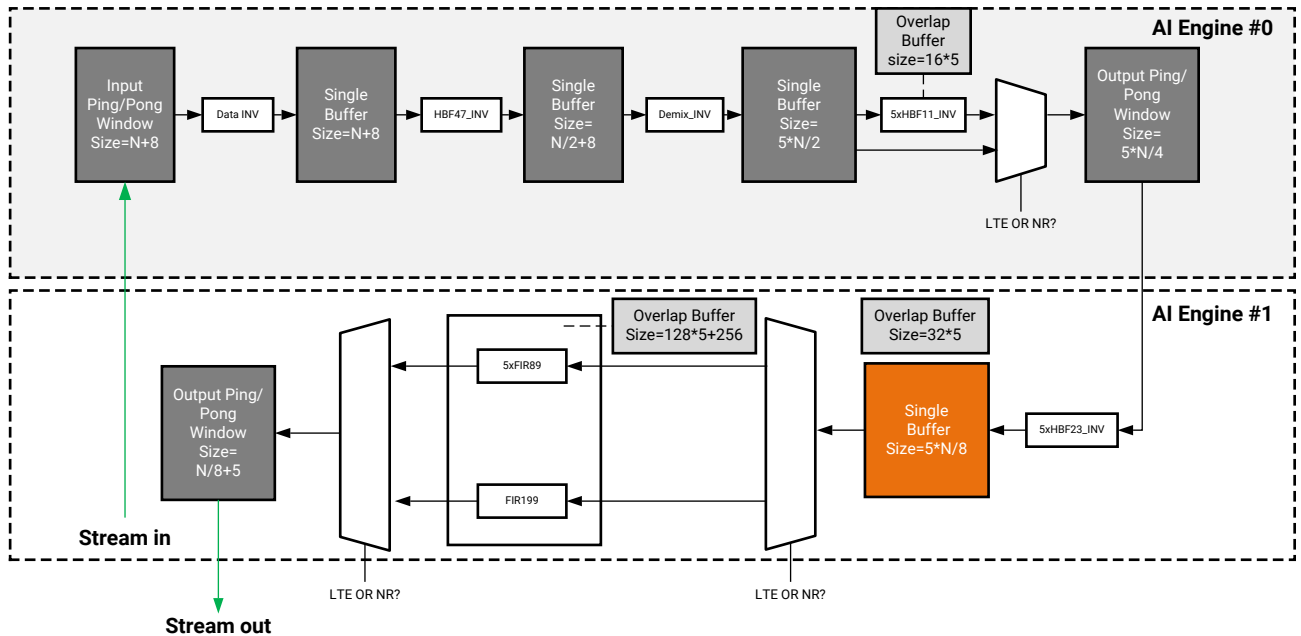 AI Engine #0
Overlap
Buffer
size=16*5
Input
Ping/Pong
Window
Size=N+8
Data INV
Single
Buffer
Size=N+8
HBF47_INV
Single
Buffer
Size=
N/2+8
Demix_INV
Single
Buffer
Size=
5*N/2
5xHBF11_INV
Output Ping/
Pong
Window
Size=
5*N/4
LTE OR NR?
AI Engine #1
Overlap Buffer
Size=128*5+256
Overlap Buffer
Size=32*5
5xFIR89
Output Ping/
Pong
Window
Size=
N/8+5
Single
Buffer
Size=5*N/8
5xHBF23_INV
FIR199
Stream in
LTE OR NR?
LTE OR NR?
Stream out